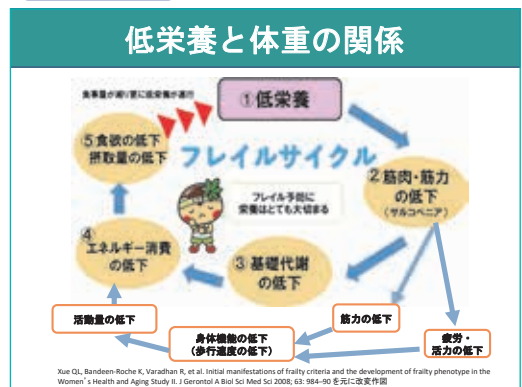 低栄養と体重の関係
食事量が減り更に低栄養が進行
①低栄養
⑤食欲の低下
摂取量の低下
フレイルサイクル
②筋肉・筋力
の低下
(サルコペニア)
フレイル予防に
栄養はとても大切まる
④
エネルギー消費
の低下
③基礎代謝
の低下
活動量の低下
筋力の低下
身体機能の低下
(歩行速度の低下)
疲労・
活力の低下
Xue QL, Bandeen-Roche K, Varadhan R, et al. Initial manifestations of frailty criteria and the development of frailty phenotype in the
Women's Health and Aging Study II. J Gerontol A Biol Sci Med Sci 2008; 63: 984–90 を元に改変作図